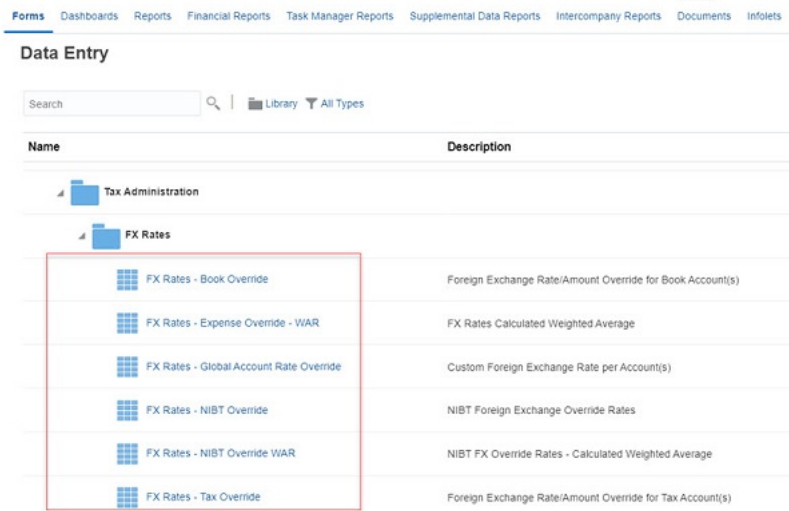 Forms Dashboards Reports Financial Reports Task Manager Reports Supplemental Data Reports Intercompany Reports Documents Infolets
Data Entry
Search Library All Types
Name Description
Tax Administration
FX Rates
FX Rates - Book Override Foreign Exchange Rate/Amount Override for Book Account(s)
FX Rates - Expense Override - WAR FX Rates Calculated Weighted Average
FX Rates - Global Account Rate Override Custom Foreign Exchange Rate per Account(s)
FX Rates - NIBT Override NIBT Foreign Exchange Override Rates
FX Rates - NIBT Override WAR NIBT FX Override Rates - Calculated Weighted Average
FX Rates - Tax Override Foreign Exchange Rate/Amount Override for Tax Account(s)